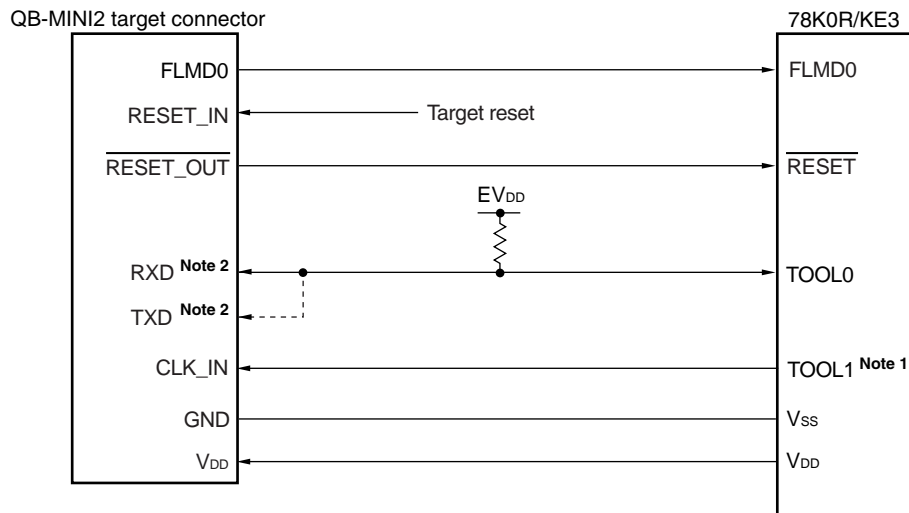 QB-MINI2 target connector
78K0R/KE3
FLMD0
FLMD0
RESET_IN
Target reset
RESET_OUT
RESET
EVDD
RXD Note 2
TOOL0
TXD Note 2
CLK_IN
TOOL1 Note 1
GND
VSS
VDD
VDD